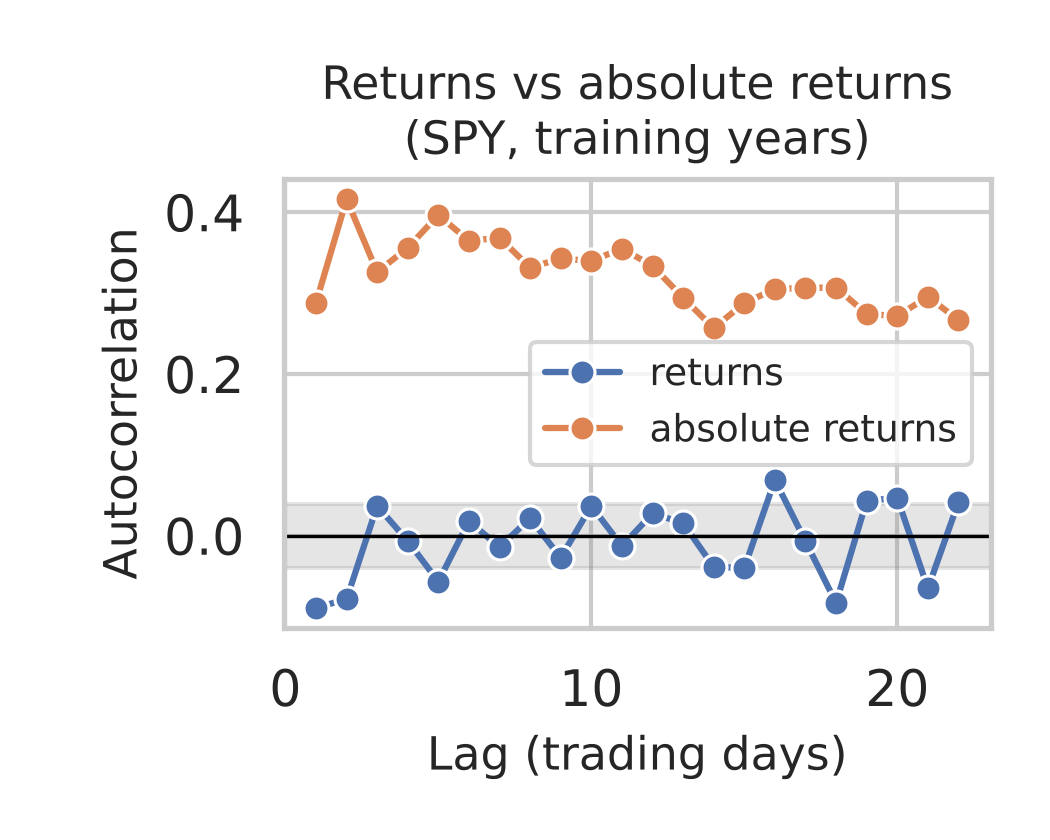 Returns vs absolute returns
(SPY, training years)
Autocorrelation
0.4
0.2
0.0
returns
absolute returns
0
10
20
Lag (trading days)